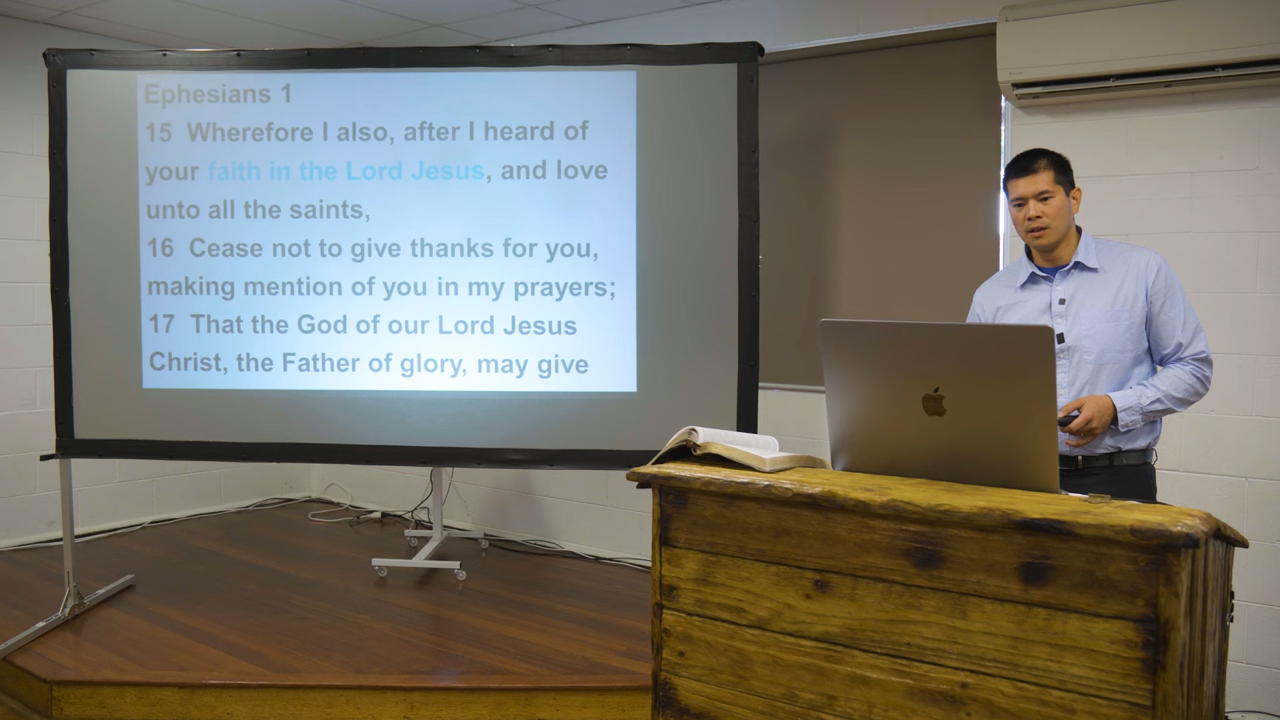 Ephesians 1
15 Wherefore I also, after I heard of
your faith in the Lord Jesus, and love
unto all the saints,
16 Cease not to give thanks for you,
making mention of you in my prayers;
17 That the God of our Lord Jesus
Christ, the Father of glory, may give